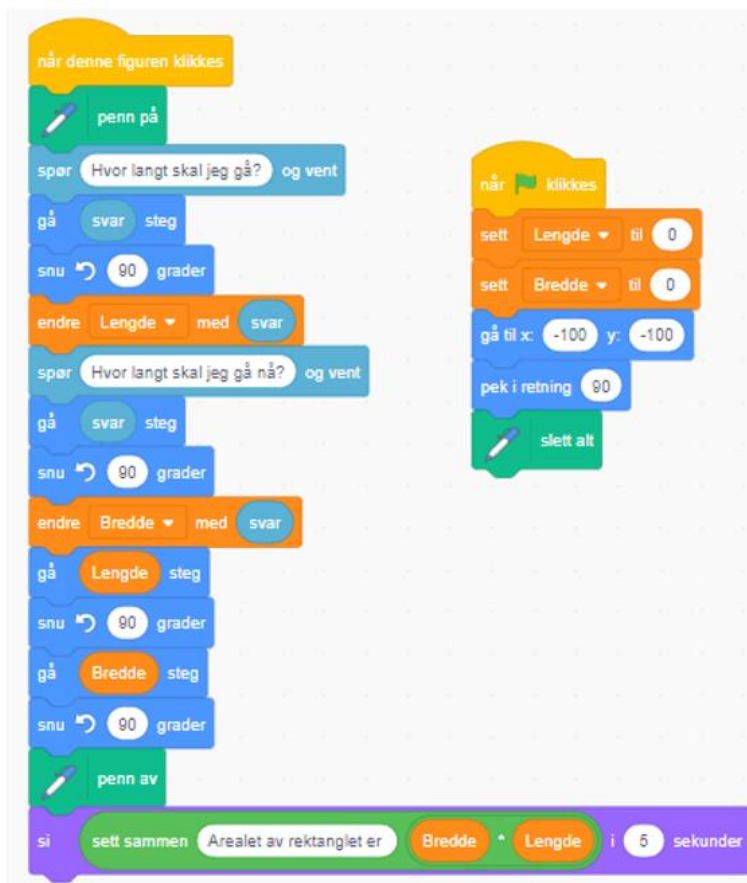 når denne figuren klikkes
penn på
spør Hvor langt skal jeg gå? og vent
gå svar steg
snu 90 grader
endre Lengde med svar
spør Hvor langt skal jeg gå nå? og vent
gå svar steg
snu 90 grader
endre Bredde med svar
gå Lengde steg
snu 90 grader
gå Bredde steg
snu 90 grader
penn av
si sett sammen Arealet av rektanglet er Bredde * Lengde i 5 sekunder
når klikkes
sett Lengde til 0
sett Bredde til 0
gå til x: -100 y: -100
pek i retning 90
slett alt